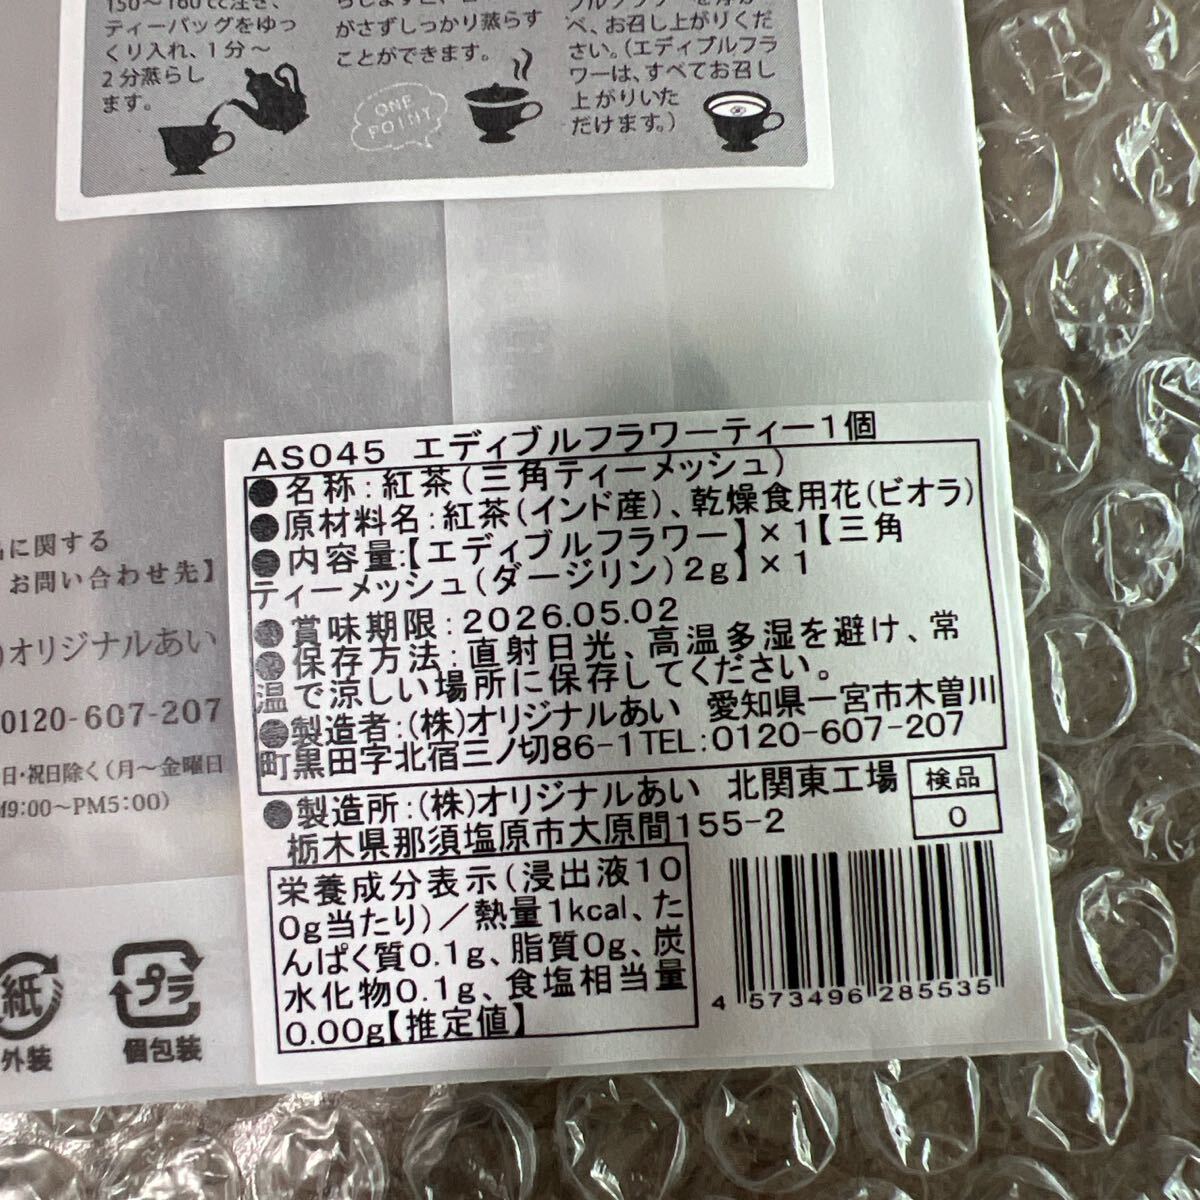 150～160cc注ぎ、
ティーバッグをゆっ
くり入れ、1分～
2分蒸らし
ます。
がさずしっかり蒸らす
ことができます。
ONE
POINT
べ、お召し上がりくだ
さい。（エディブルフラ
ワーは、すべてお召し
上がりいた
だけます。）
に関する
お問い合わせ先】
)オリジナルあい
0120-607-207
日・祝日除く（月～金曜日
9:00～PM5:00）
紙
外装
プラ
個包装
AS045 エディブルフラワーティー1個
●名称：紅茶（三角ティーメッシュ）
●原材料名：紅茶（インド産）、乾燥食用花（ビオラ）
●内容量：【エディブルフラワー】×1【三角
ティーメッシュ（ダージリン）2g】×1
●賞味期限：2026.05.02
●保存方法：直射日光、高温多湿を避け、常
温で涼しい場所に保存してください。
●製造者：（株）オリジナルあい 愛知県一宮市木曽川
町黒田字北宿三ノ切86-1TEL：0120-607-207
●製造所：（株）オリジナルあい 北関東工場
栃木県那須塩原市大原間155-2
検品
0
栄養成分表示（浸出液10
0g当たり）／熱量1kcal、た
んぱく質0.1g、脂質0g、炭
水化物0.1g、食塩相当量
0.00g【推定値】
4 573496 285535